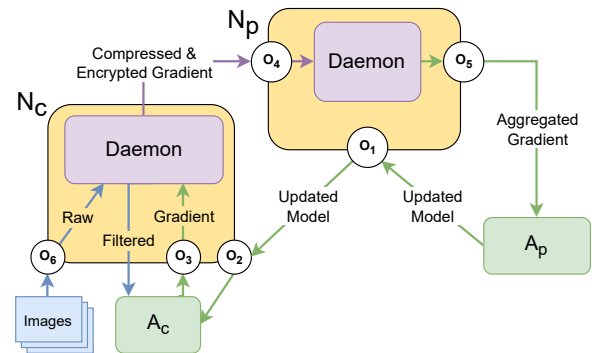 Np
Compressed &
Encrypted Gradient
O4
Daemon
O5
Nc
Aggregated
Gradient
Daemon
O1
Updated
Model
Updated
Model
Raw
Gradient
Filtered
O6
O3
O2
Ap
Images
Ac